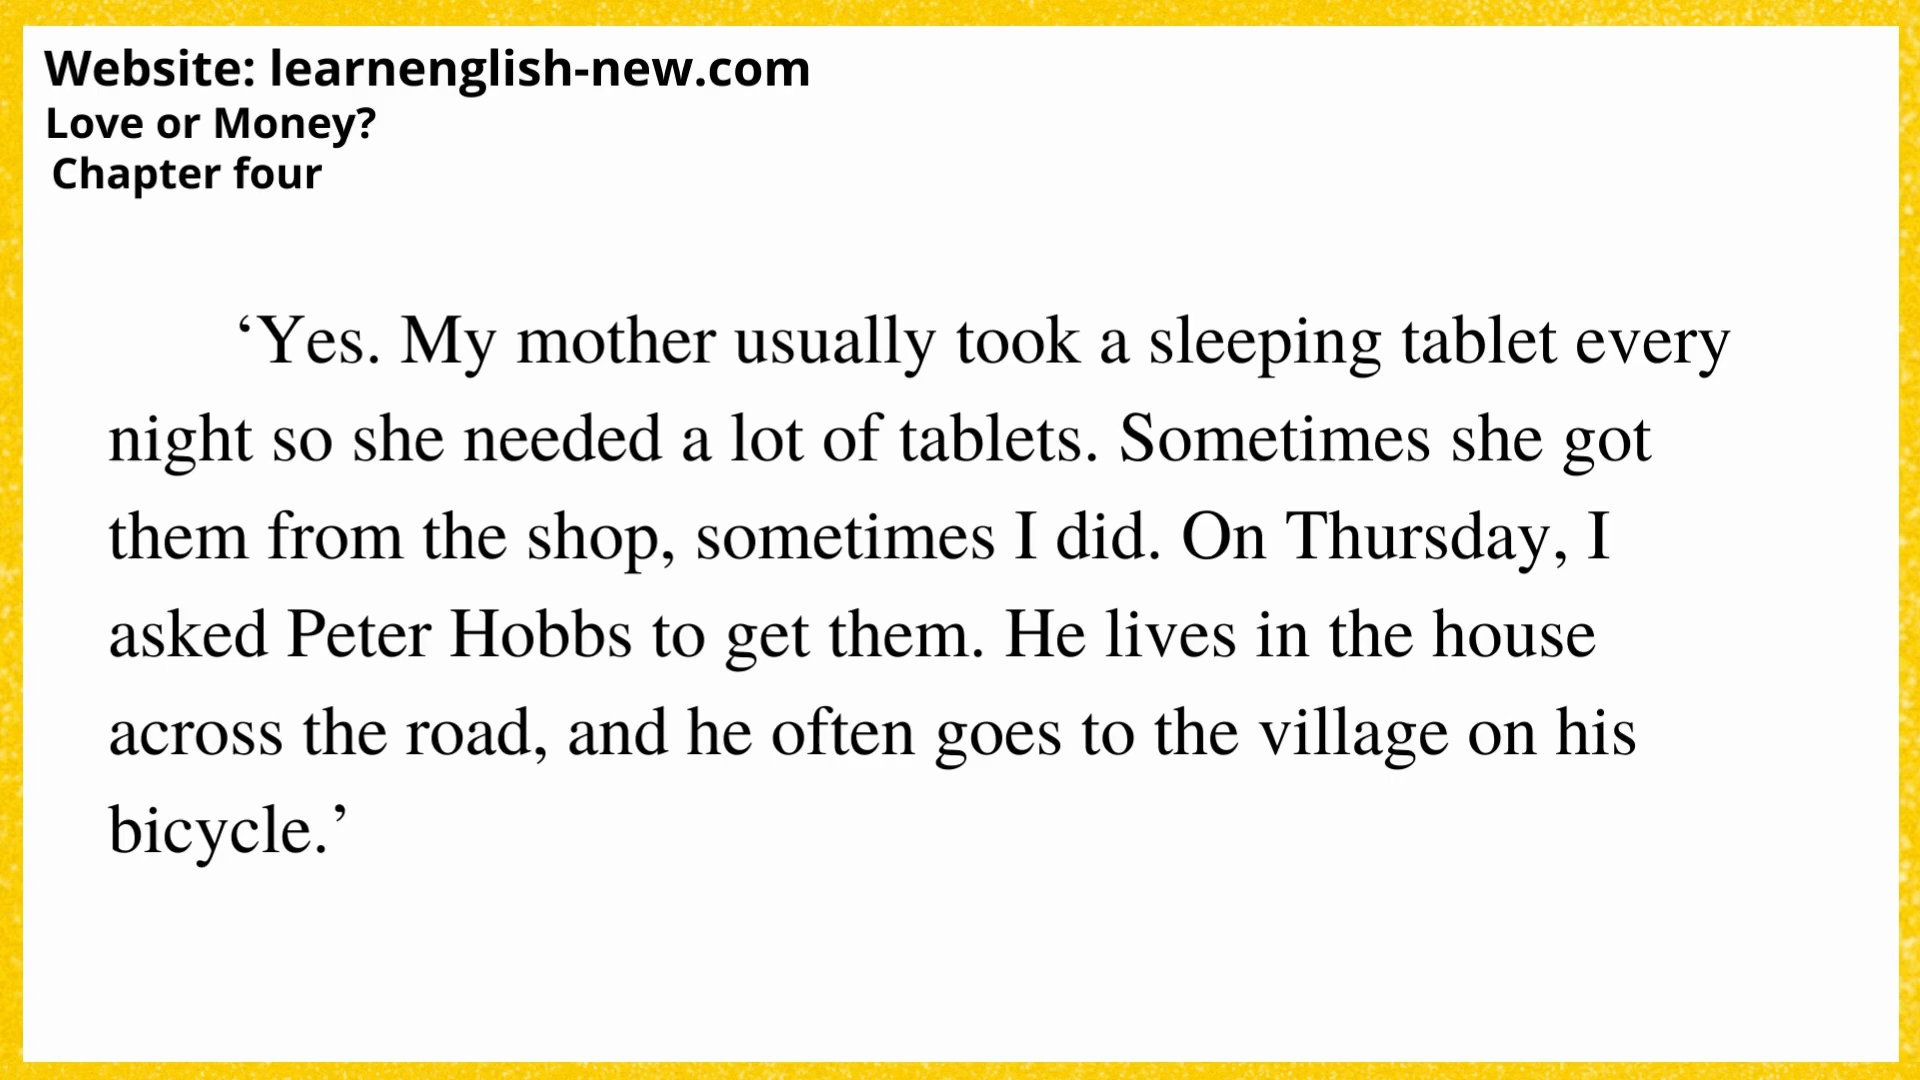 Website: learnenglish-new.com
Love or Money?
Chapter four
‘Yes. My mother usually took a sleeping tablet every
night so she needed a lot of tablets. Sometimes she got
them from the shop, sometimes I did. On Thursday, I
asked Peter Hobbs to get them. He lives in the house
across the road, and he often goes to the village on his
bicycle.’